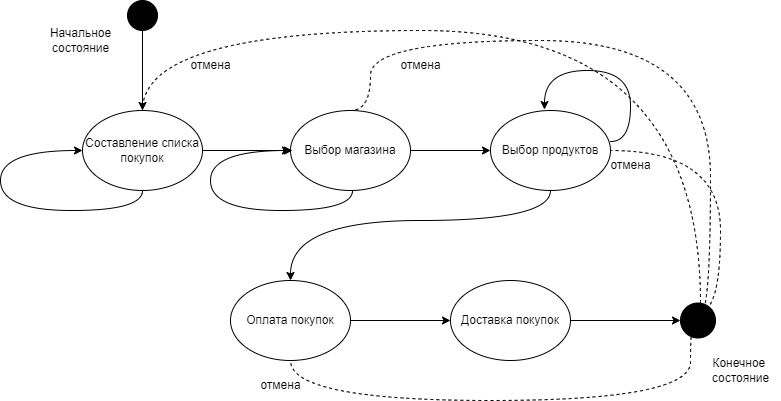 Начальное
состояние
отмена
отмена
Составление списка
покупок
Выбор магазина
Выбор продуктов
отмена
Оплата покупок
Доставка покупок
Конечное
состояние
отмена